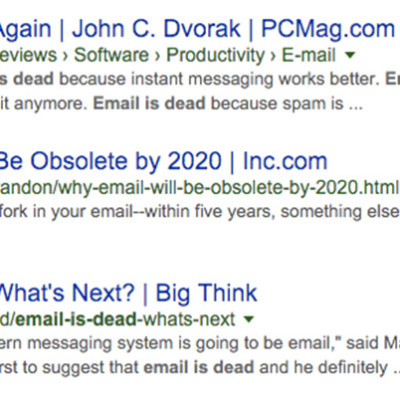 Again | John C. Dvorak | PCMag.com
eviews › Software › Productivity › E-mail
s dead because instant messaging works better. E
it anymore. Email is dead because spam is ...
Be Obsolete by 2020 | Inc.com
andon/why-email-will-be-obsolete-by-2020.html
fork in your email--within five years, something else
What's Next? | Big Think
d/email-is-dead-whats-next
ern messaging system is going to be email," said Ma
rst to suggest that email is dead and he definitely ..